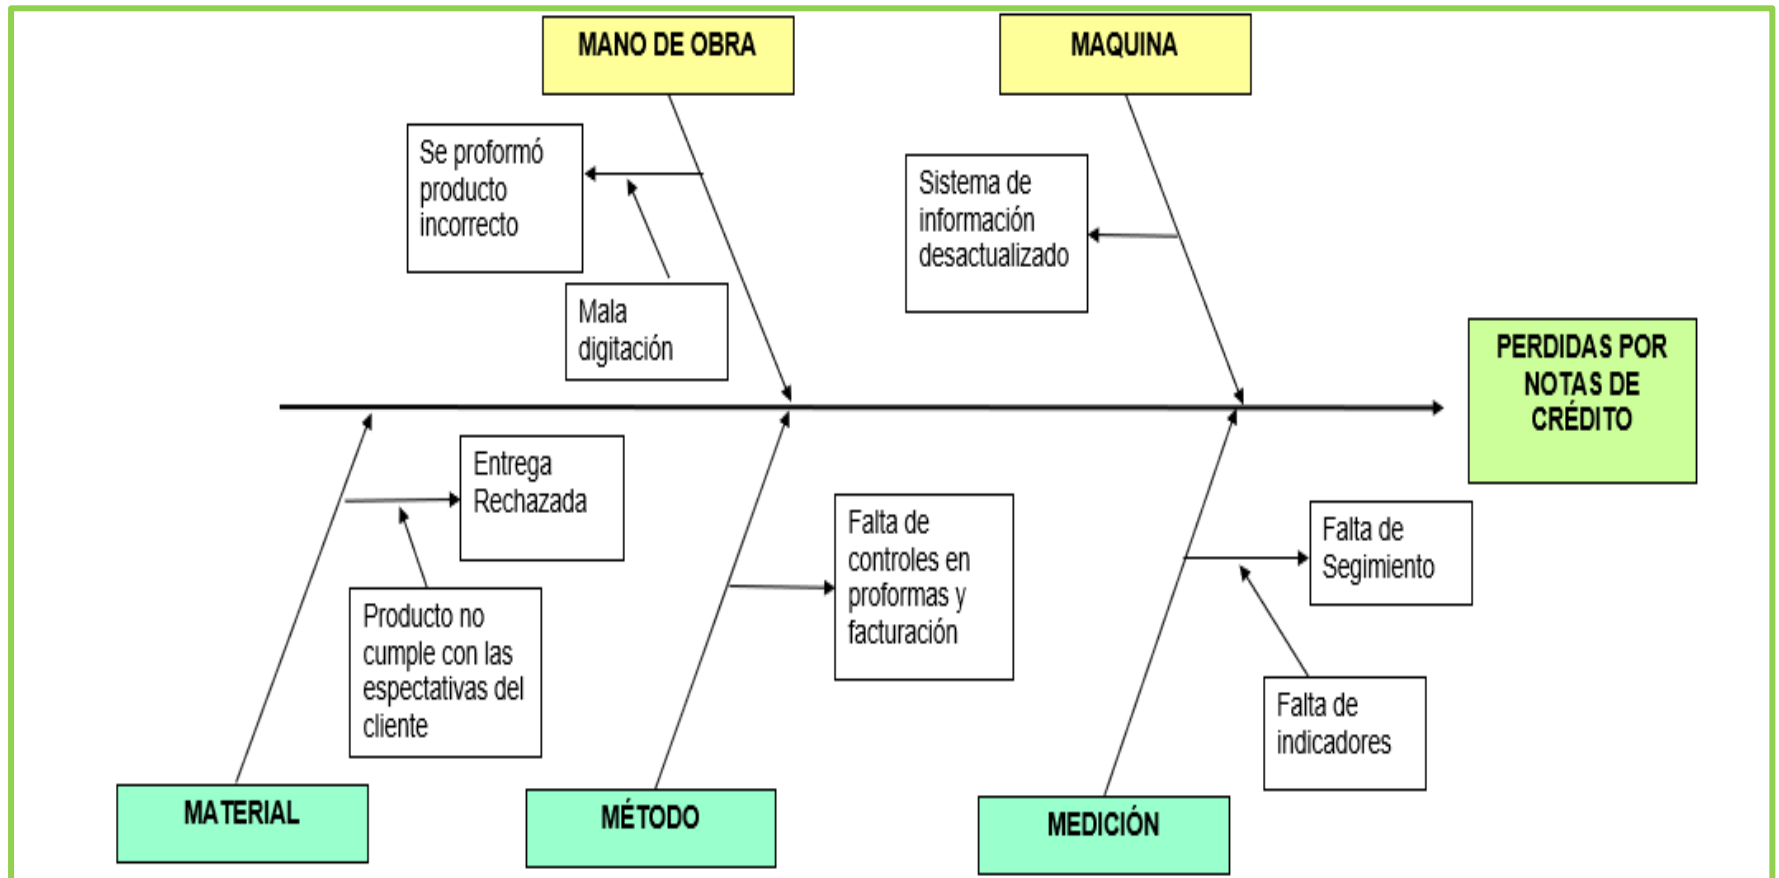 MANO DE OBRA
MAQUINA
Se proformó
producto
incorrecto
Mala
digitación
Sistema de
información
desactualizado
PERDIDAS POR
NOTAS DE
CRÉDITO
Entrega
Rechazada
Producto no
cumple con las
espectativas del
cliente
Falta de
controles en
proformas y
facturación
Falta de
Segimiento
Falta de
indicadores
MATERIAL
MÉTODO
MEDICIÓN